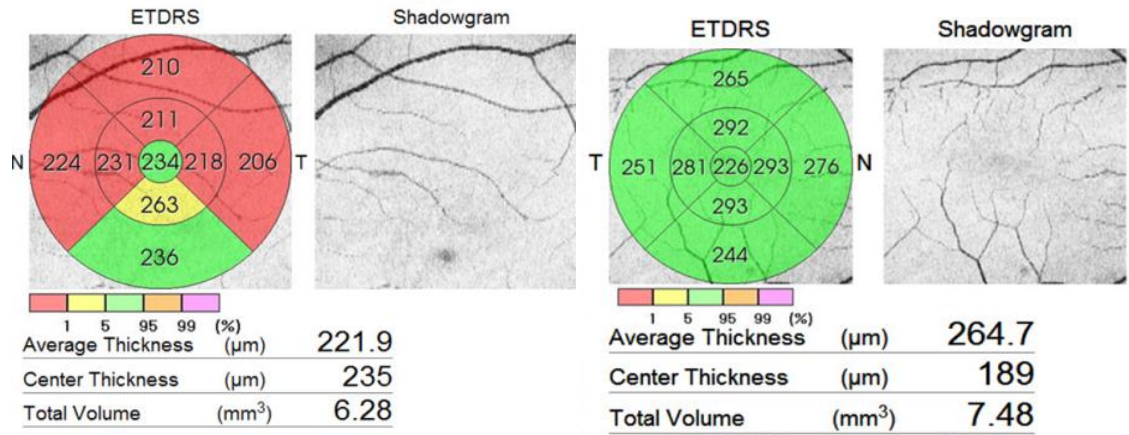 ETDRS
Shadowgram
210
211
N 224 231 234 218 206 T
263
236
1 5 95 99 (%)
Average Thickness (µm) 221.9
Center Thickness (µm) 235
Total Volume (mm³) 6.28
ETDRS
Shadowgram
265
292
T 251 281 226 293 276 N
293
244
1 5 95 99 (%)
Average Thickness (µm) 264.7
Center Thickness (µm) 189
Total Volume (mm³) 7.48